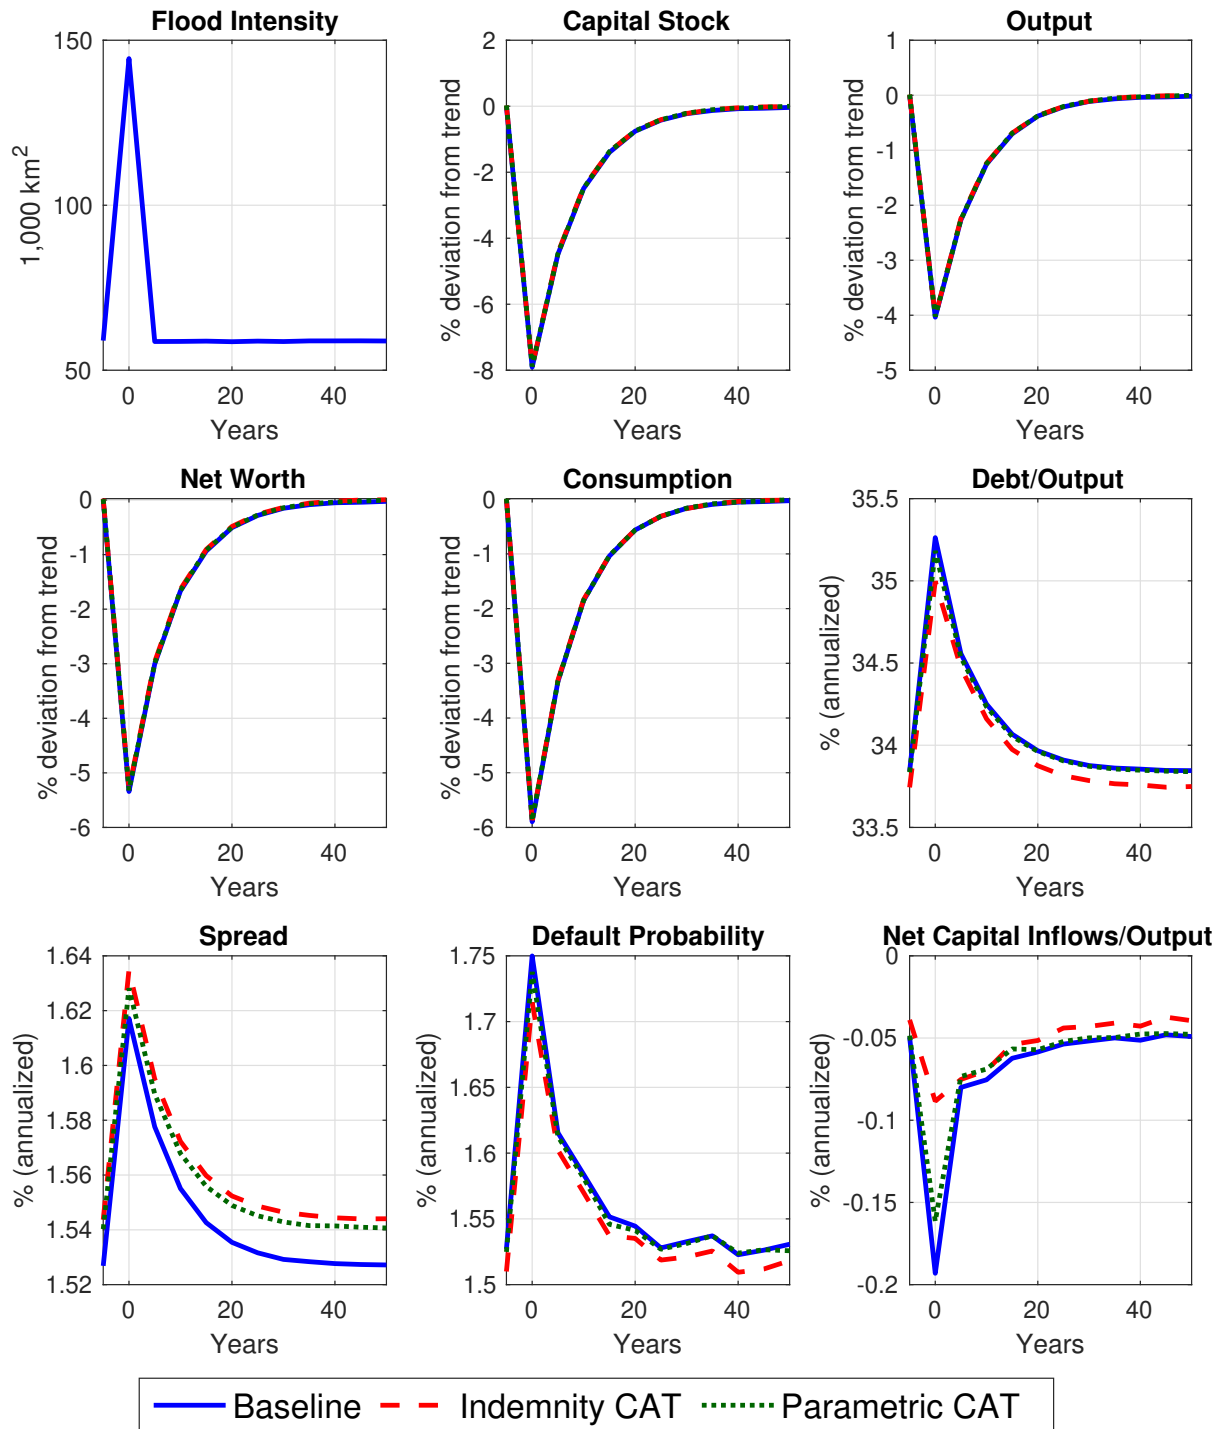 Flood Intensity
150
100
50
1,000 km²
0 20 40
Years
Capital Stock
2
0
-2
-4
-6
-8
% deviation from trend
0 20 40
Years
Output
1
0
-1
-2
-3
-4
-5
% deviation from trend
0 20 40
Years
Net Worth
0
-1
-2
-3
-4
-5
-6
% deviation from trend
0 20 40
Years
Consumption
0
-1
-2
-3
-4
-5
-6
% deviation from trend
0 20 40
Years
Debt/Output
35.5
35
34.5
34
33.5
% (annualized)
0 20 40
Years
Spread
1.64
1.62
1.6
1.58
1.56
1.54
1.52
% (annualized)
0 20 40
Years
Default Probability
1.75
1.7
1.65
1.6
1.55
1.5
% (annualized)
0 20 40
Years
Net Capital Inflows/Output
0
-0.05
-0.1
-0.15
-0.2
% (annualized)
0 20 40
Years
Baseline Indemnity CAT Parametric CAT